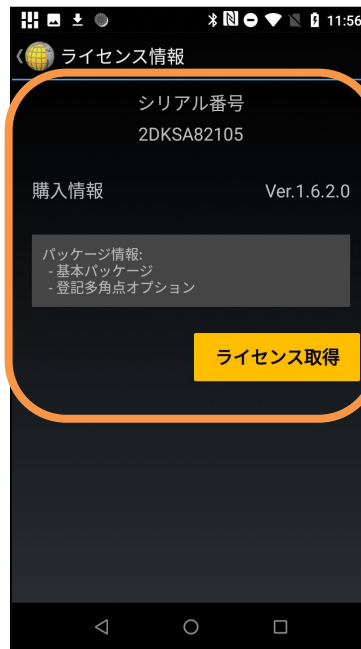 11:56
ライセンス情報
シリアル番号
2DKSA82105
購入情報 Ver.1.6.2.0
パッケージ情報:
- 基本パッケージ
- 登記多角点オプション
ライセンス取得